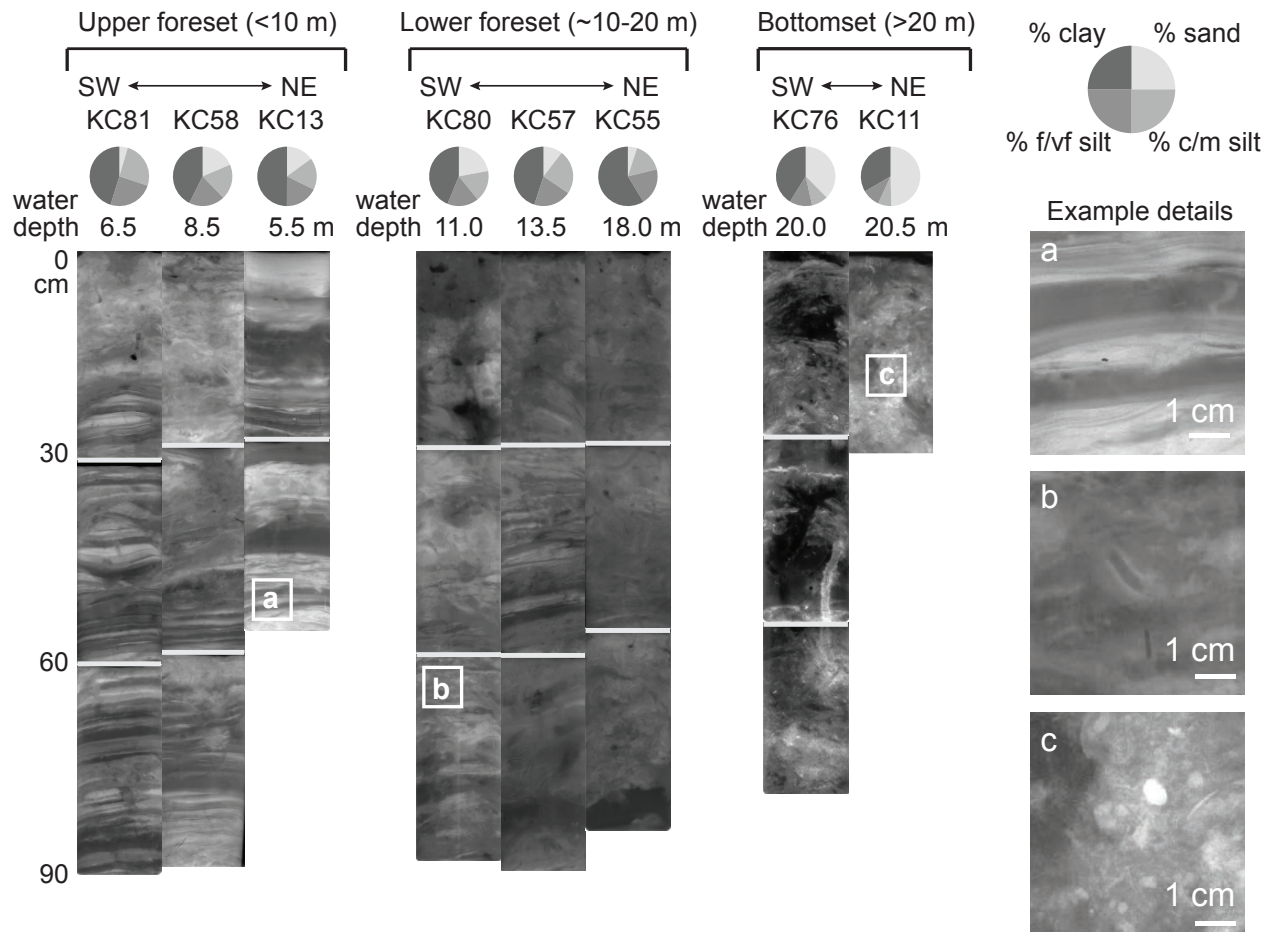 Upper foreset (<10 m)
SW NE
KC81 KC58 KC13
water
depth 6.5 8.5 5.5 m
Lower foreset (~10-20 m)
SW NE
KC80 KC57 KC55
water
depth 11.0 13.5 18.0 m
Bottomset (>20 m)
SW NE
KC76 KC11
water
depth 20.0 20.5 m
% clay % sand
% f/vf silt % c/m silt
0
cm
30
60
90
a
b
c
Example details
a
1 cm
b
1 cm
c
1 cm